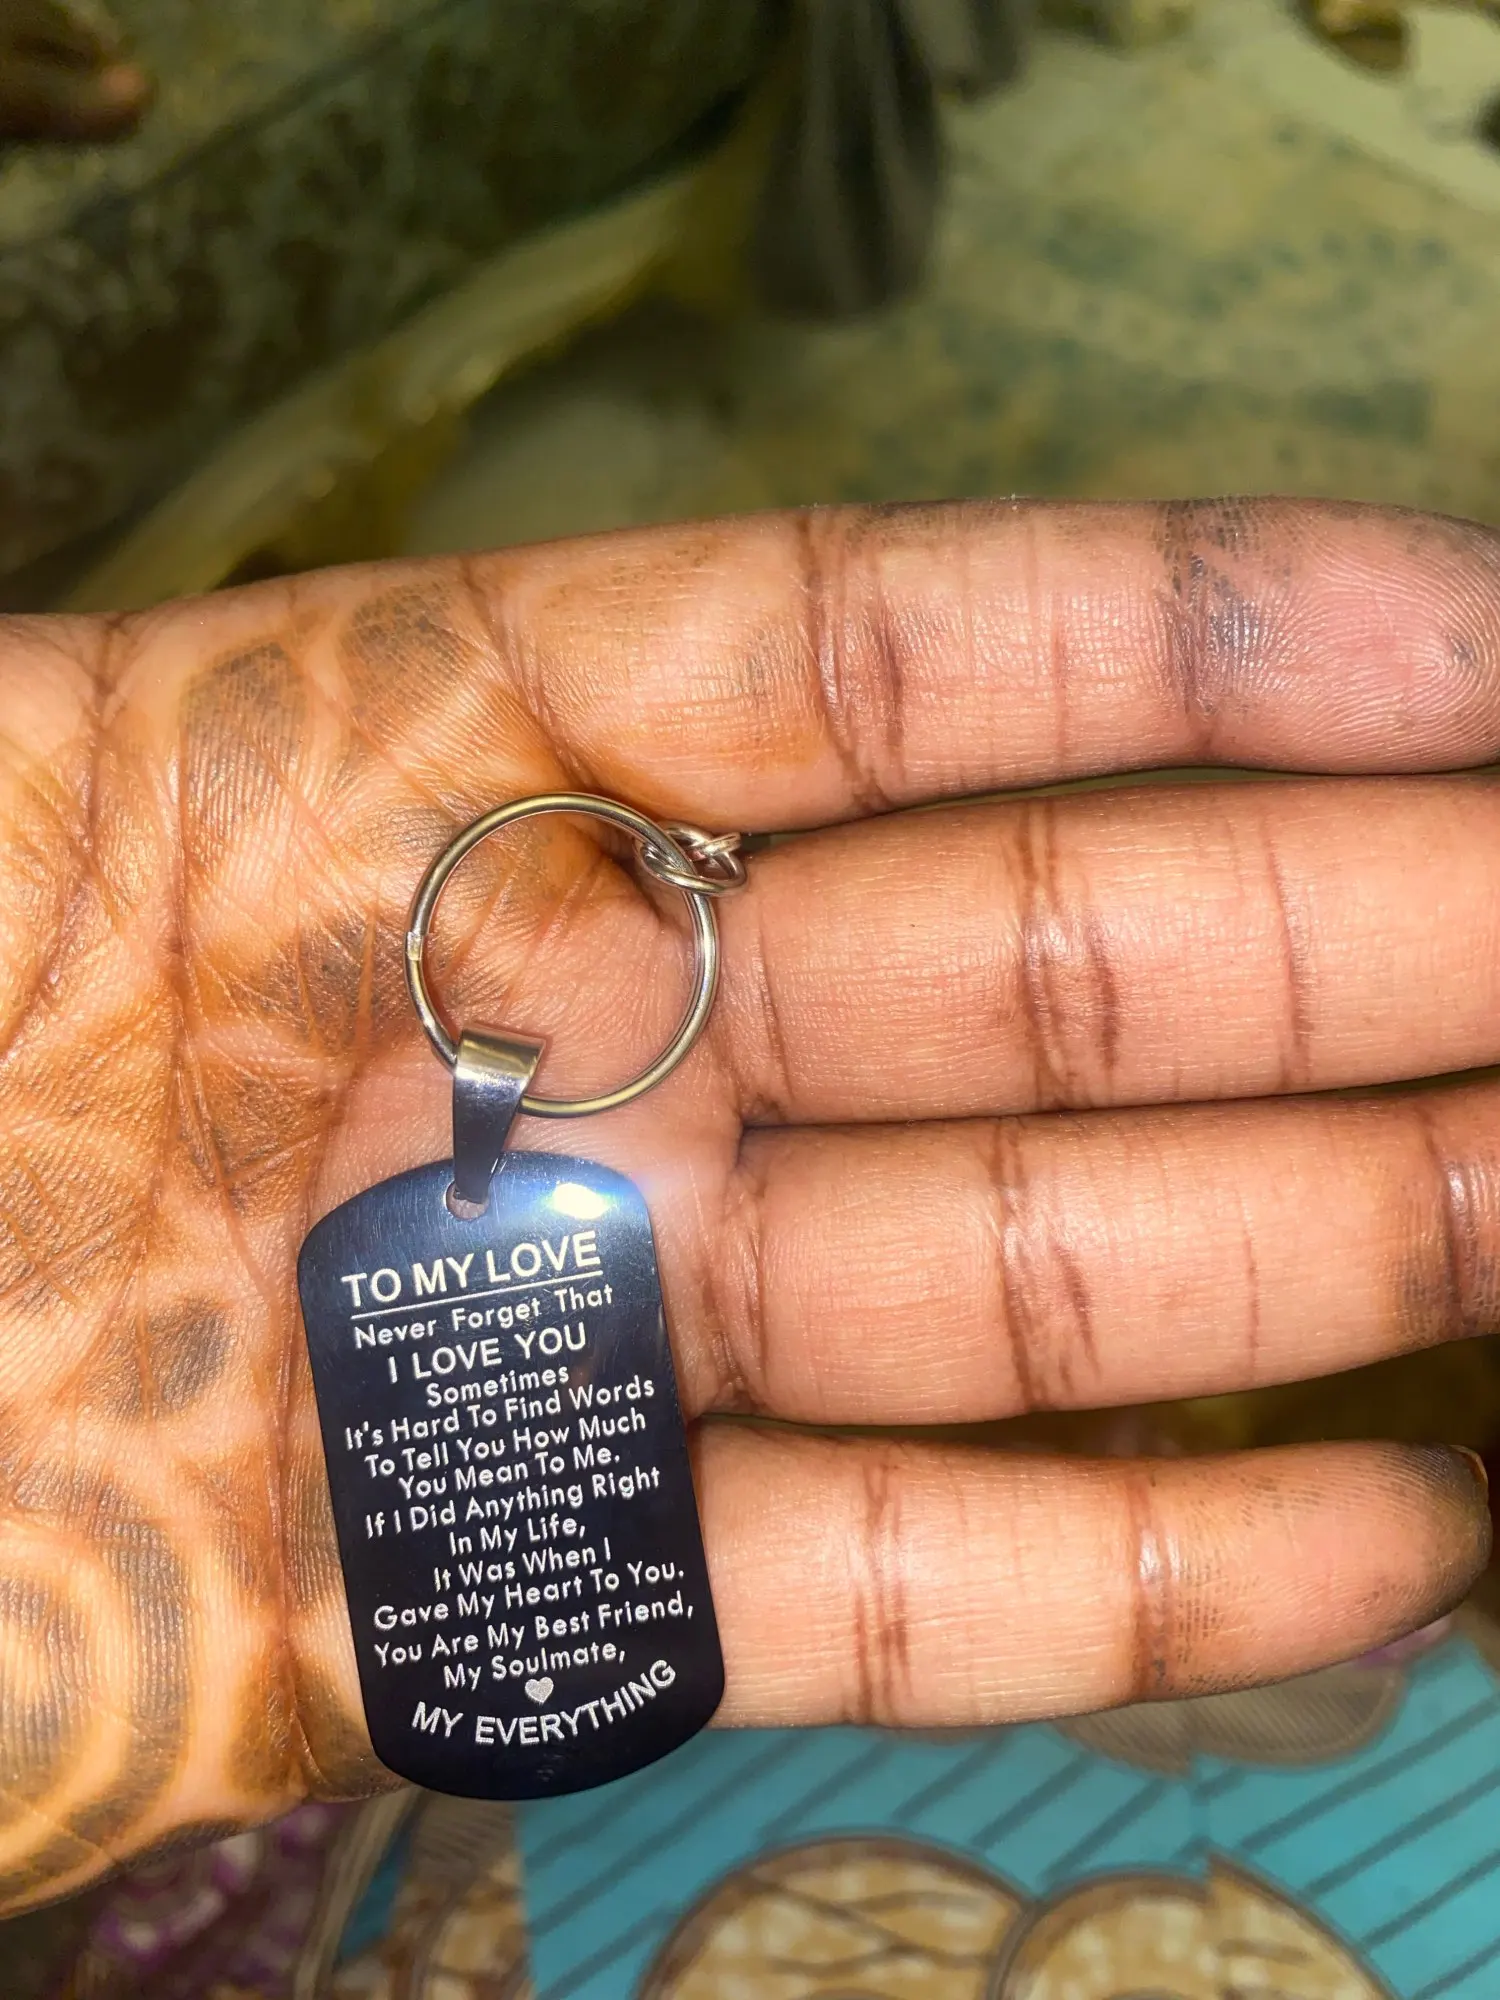 TO MY LOVE
Never Forget That
I LOVE YOU
Sometimes
It's Hard To Find Words
To Tell You How Much
You Mean To Me.
If I Did Anything Right
In My Life,
It Was When I
Gave My Heart To You.
You Are My Best Friend,
My Soulmate,
MY EVERYTHING